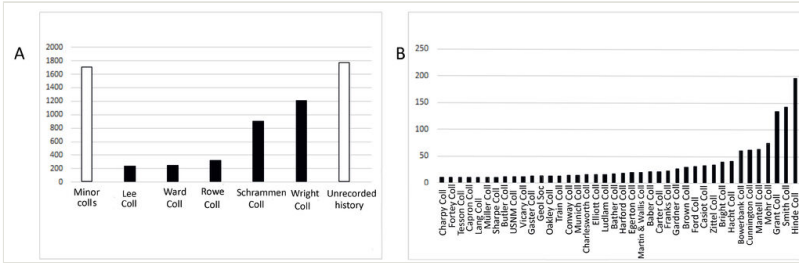 A
2000
1800
1600
1400
1200
1000
800
600
400
200
0
Minor colls
Lee Coll
Ward Coll
Rowe Coll
Schrammen Coll
Wright Coll
Unrecorded history
B
250
200
150
100
50
0
Charpy Coll
Fortey Coll
Tesson Coll
Capron Coll
Lang Coll
Müller Coll
Sharpe Coll
Butler Coll
USNM Coll
Vicary Coll
Gaster Coll
Geol Soc
Oakley Coll
Train Coll
Conway Coll
Munich Coll
Charlesworth Coll
Elliott Coll
Ludlam Coll
Bather Coll
Harford Coll
Egerton Coll
Martin & Wallis Coll
Baber Coll
Carter Coll
Franks Coll
Gardner Coll
Brown Coll
Ford Coll
Casiot Coll
Zittel Coll
Bright Coll
Hacht Coll
Bowerbank Coll
Cunnington Coll
Mantell Coll
Mohr Coll
Grant Coll
Smith Coll
Hinde Coll